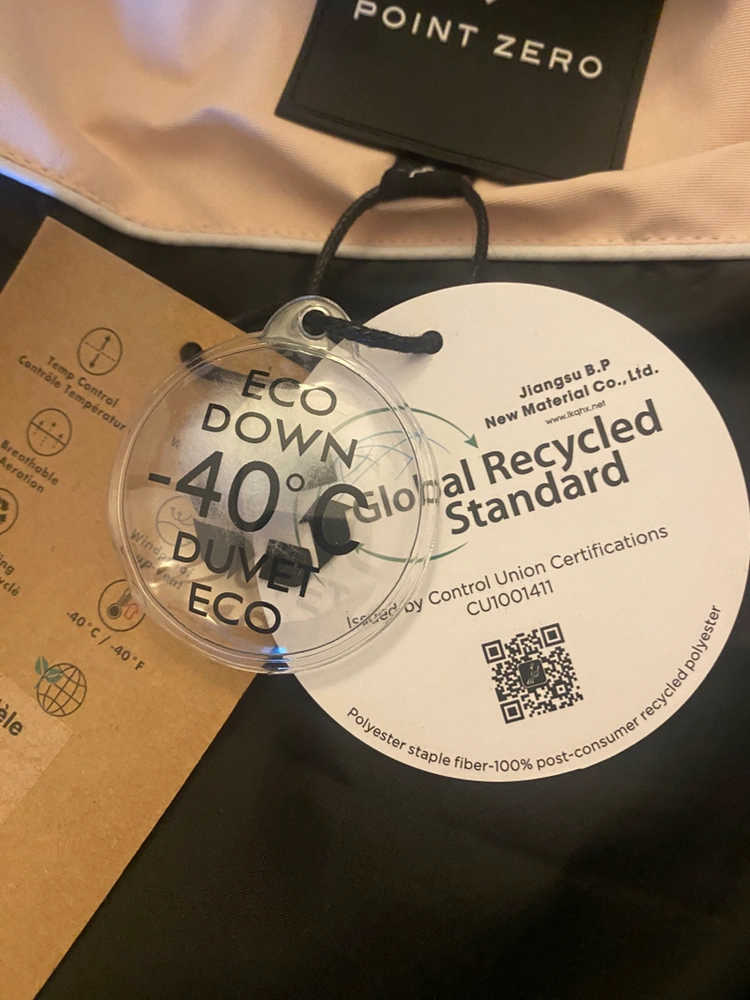 POINT ZERO
Temp Control
Contrôle Températur
Breathable
Aération
-40°C / -40°F
ECO
DOWN
-40°C
DUVET
ECO
Jiangsu B.P
New Material Co., Ltd.
www.lkqhx.net
Global Recycled
Standard
Issued by Control Union Certifications
CU1001411
Polyester staple fiber-100% post-consumer recycled polyester